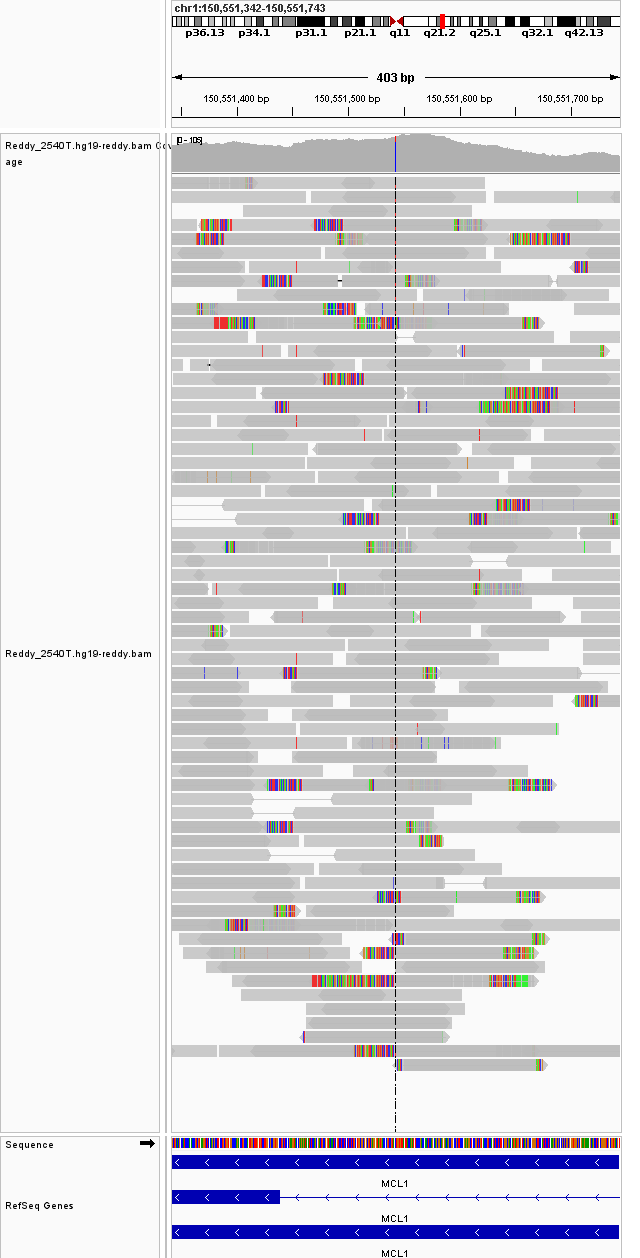 chr1:150,551,342-150,551,743
p36.13 p34.1 p31.1 p21.1 q11 q21.2 q25.1 q32.1 q42.13
403 bp
150,551,400 bp 150,551,500 bp 150,551,600 bp 150,551,700 bp
Reddy_2540T.hg19-reddy.bam
age
[0 - 106]
Reddy_2540T.hg19-reddy.bam
Sequence
MCL1
RefSeq Genes
MCL1
MCL1